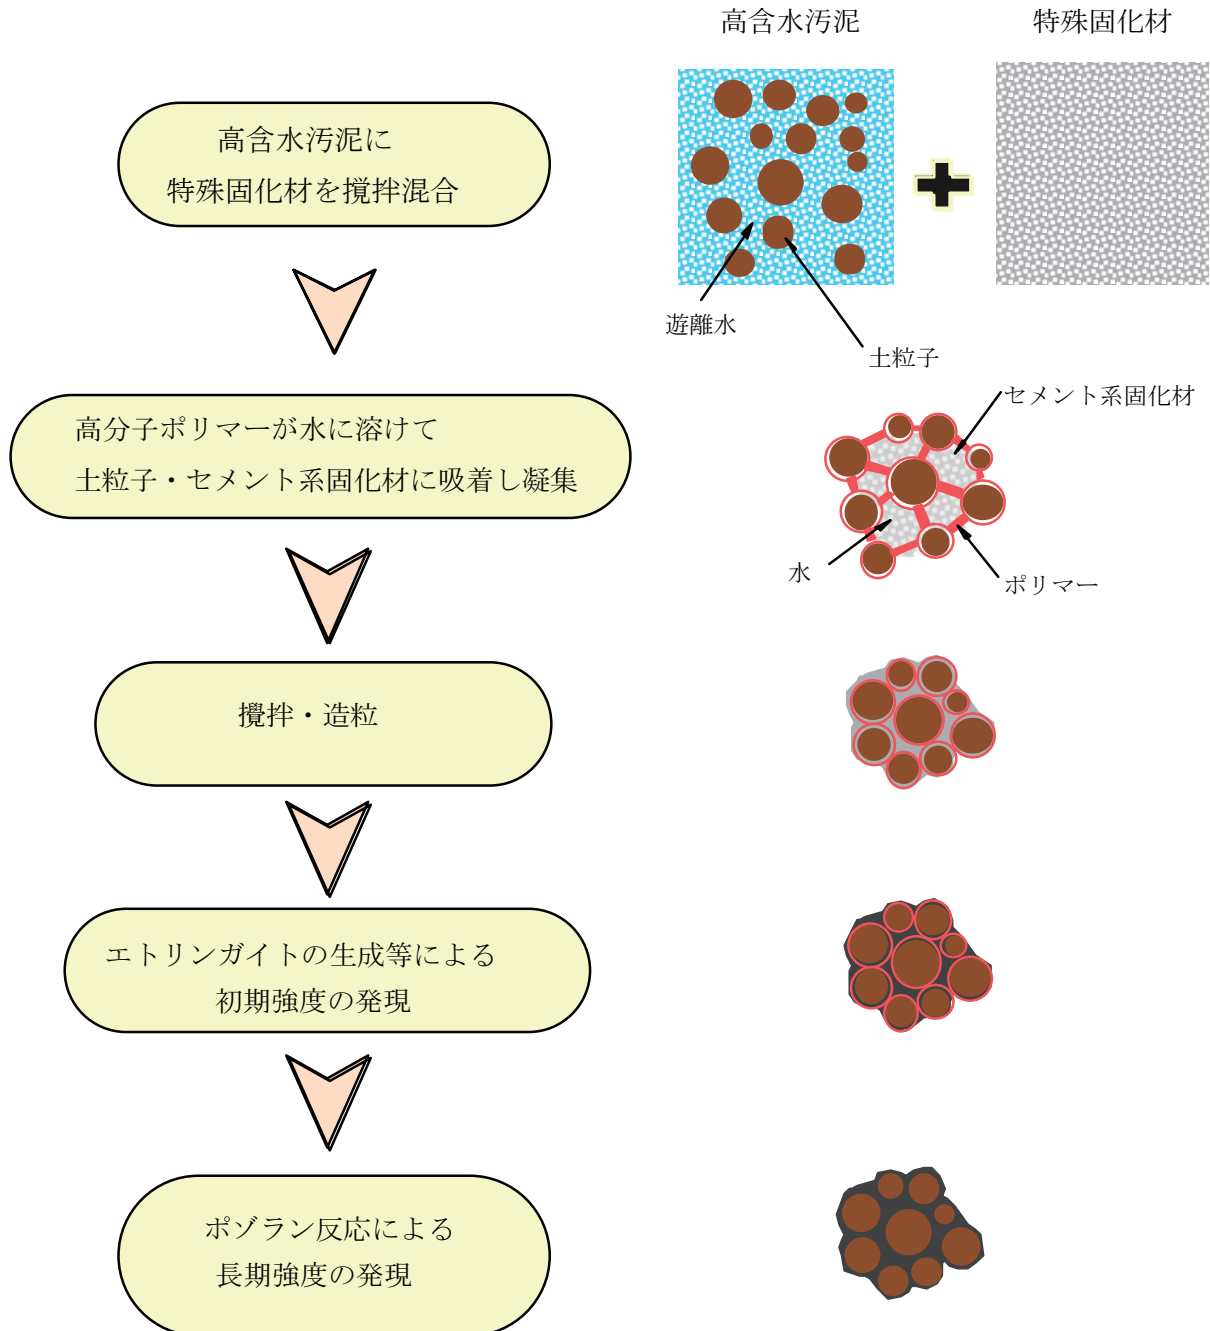 高含水汚泥
特殊固化材
高含水汚泥に
特殊固化材を撹拌混合
遊離水
土粒子
高分子ポリマーが水に溶けて
土粒子・セメント系固化材に吸着し凝集
セメント系固化材
水
ポリマー
攪拌・造粒
エトリンガイトの生成等による
初期強度の発現
ポゾラン反応による
長期強度の発現